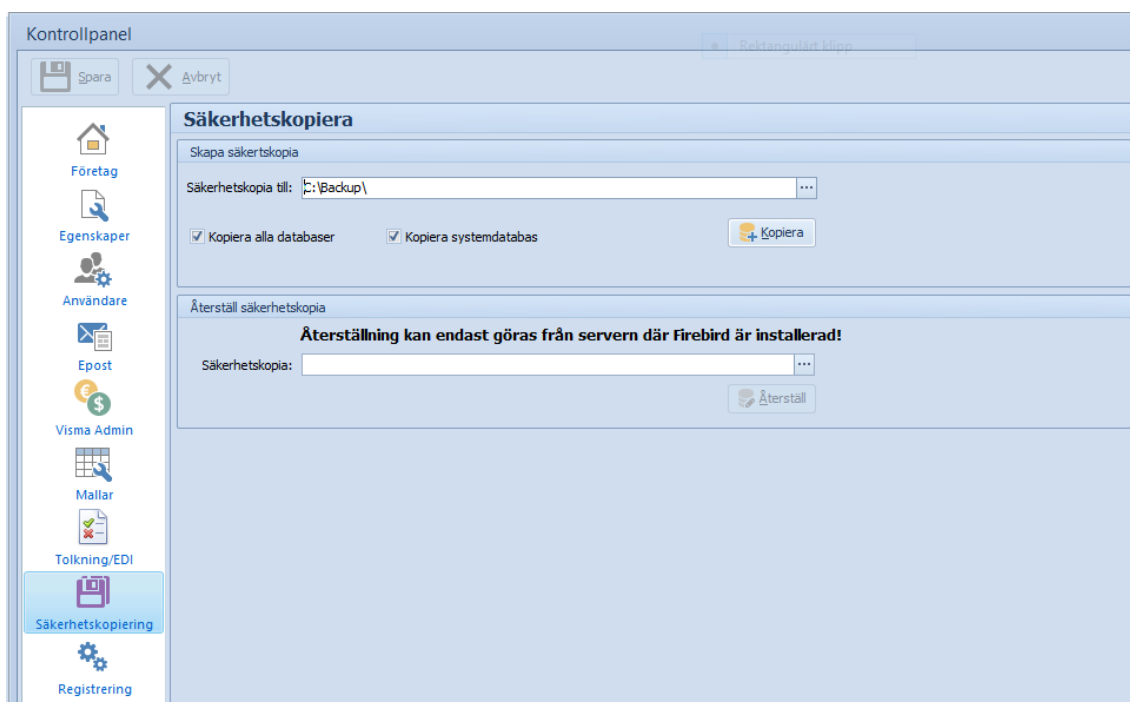 Kontrollpanel
Rektangulärt klipp
Spara
Avbryt
Säkerhetskopiera
Skapa säkertskopia
Säkerhetskopia till: C:\Backup\ ...
Kopiera alla databaser
Kopiera systemdatabas
Kopiera
Återställ säkerhetskopia
Återställning kan endast göras från servern där Firebird är installerad!
Säkerhetskopia: ...
Återställ
Företag
Egenskaper
Användare
Epost
Visma Admin
Mallar
Tolkning/EDI
Säkerhetskopiering
Registrering